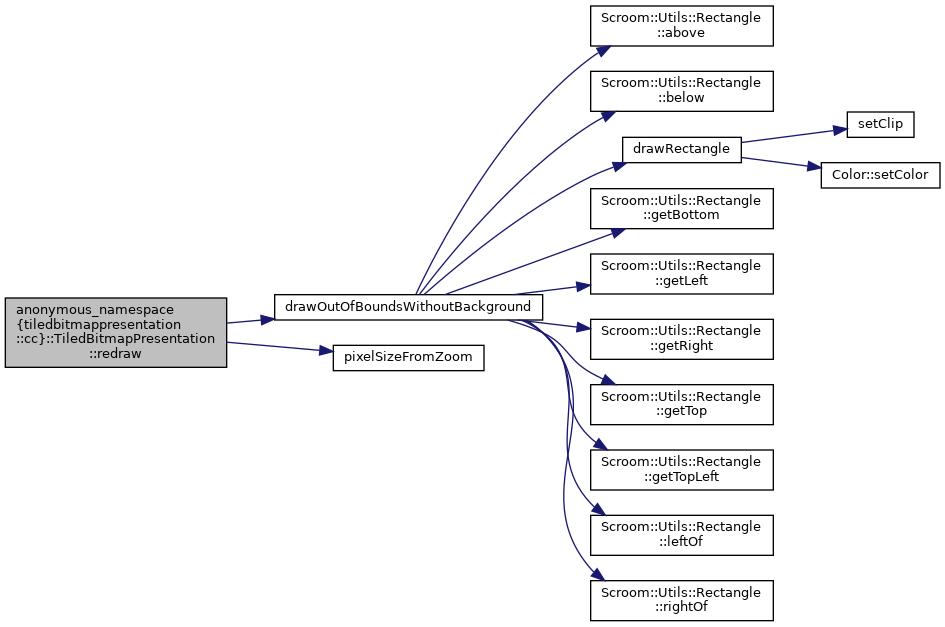 Scroom::Utils::Rectangle
::above
Scroom::Utils::Rectangle
::below
drawRectangle
setClip
Color::setColor
Scroom::Utils::Rectangle
::getBottom
Scroom::Utils::Rectangle
::getLeft
anonymous_namespace
{tiledbitmappresentation
::cc}::TiledBitmapPresentation
::redraw
drawOutOfBoundsWithoutBackground
pixelSizeFromZoom
Scroom::Utils::Rectangle
::getRight
Scroom::Utils::Rectangle
::getTop
Scroom::Utils::Rectangle
::getTopLeft
Scroom::Utils::Rectangle
::leftOf
Scroom::Utils::Rectangle
::rightOf